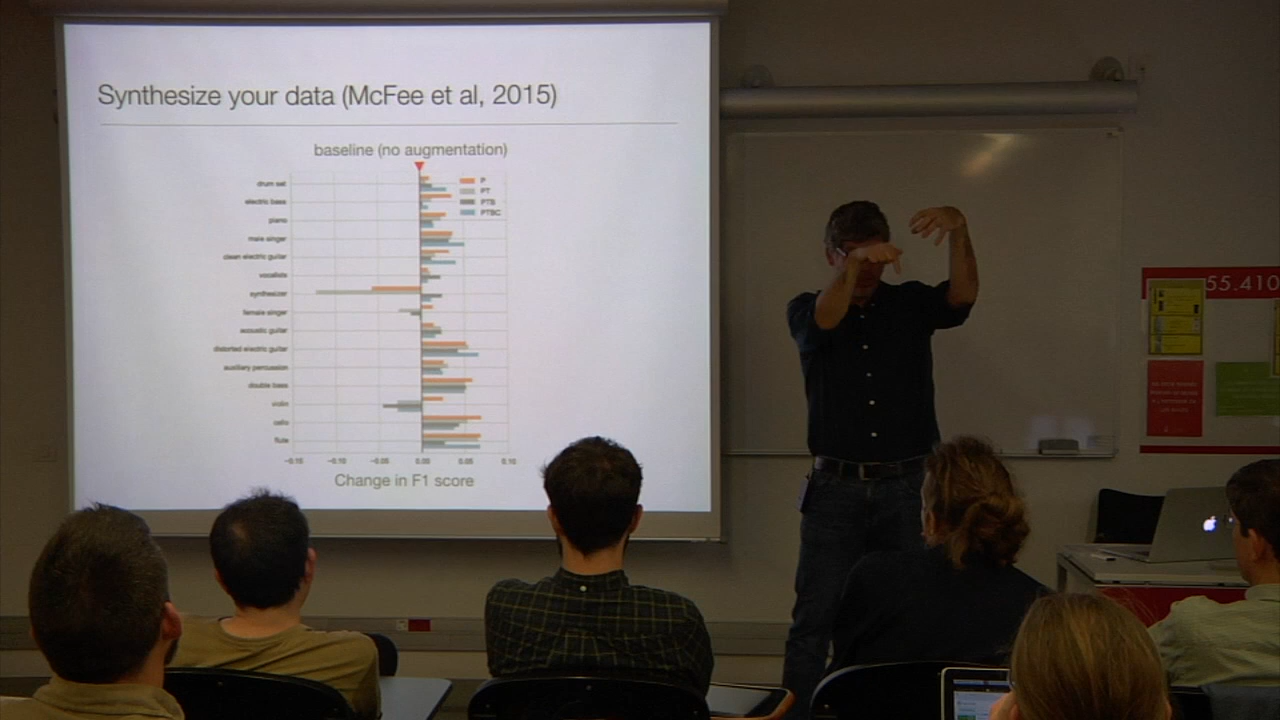 Synthesize your data (McFee et al, 2015)
baseline (no augmentation)
P
PT
PTB
PTBC
drum set
electric bass
piano
male singer
clean electric guitar
vocalists
synthesizer
female singer
acoustic guitar
distorted electric guitar
auxiliary percussion
double bass
violin
cello
flute
-0.15 -0.10 -0.05 0.00 0.05 0.10
Change in F1 score
55.410